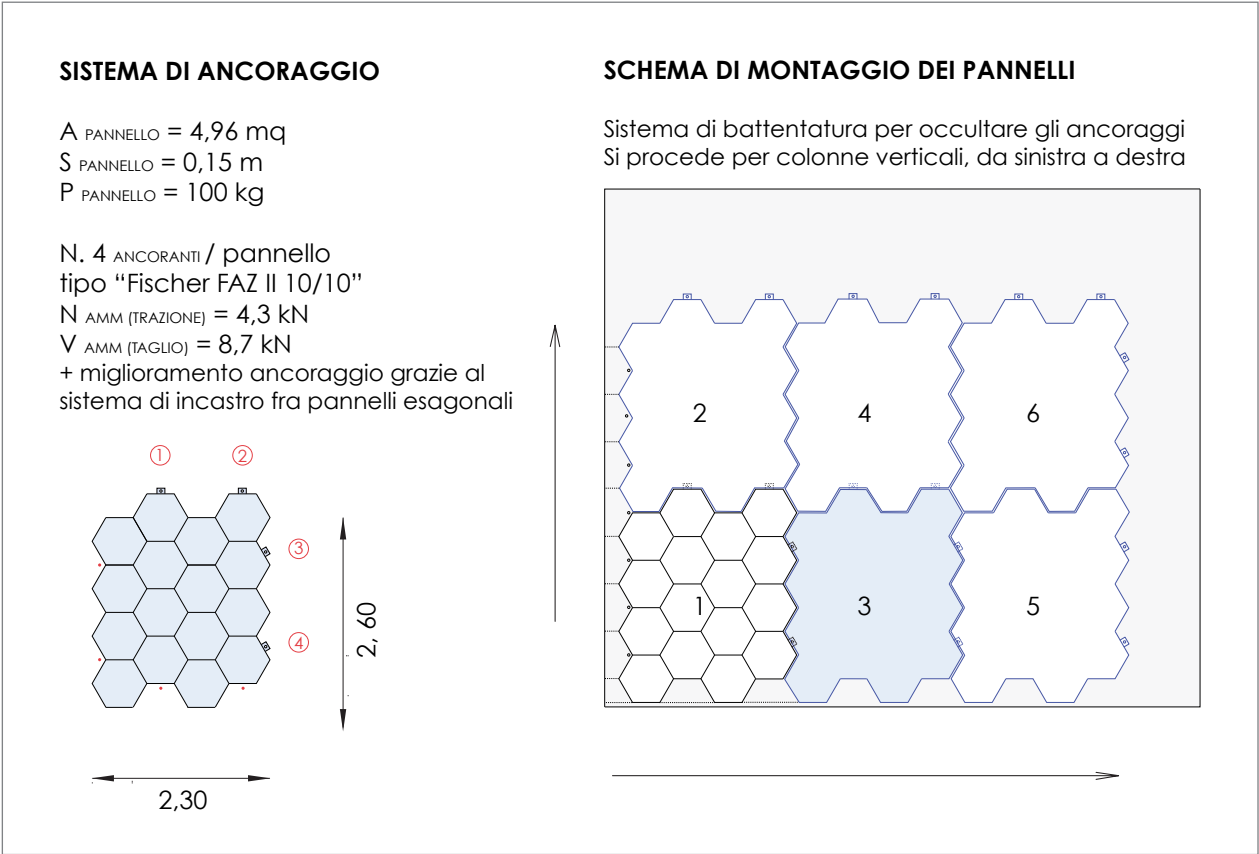 SISTEMA DI ANCORAGGIO
A PANNELLO = 4,96 mq
S PANNELLO = 0,15 m
P PANNELLO = 100 kg
N. 4 ANCORANTI / pannello
tipo “Fischer FAZ II 10/10”
N AMM (TRAZIONE) = 4,3 kN
V AMM (TAGLIO) = 8,7 kN
+ miglioramento ancoraggio grazie al
sistema di incastro fra pannelli esagonali
1
2
3
4
2, 60
2,30
SCHEMA DI MONTAGGIO DEI PANNELLI
Sistema di battentatura per occultare gli ancoraggi
Si procede per colonne verticali, da sinistra a destra
2
4
6
1
3
5